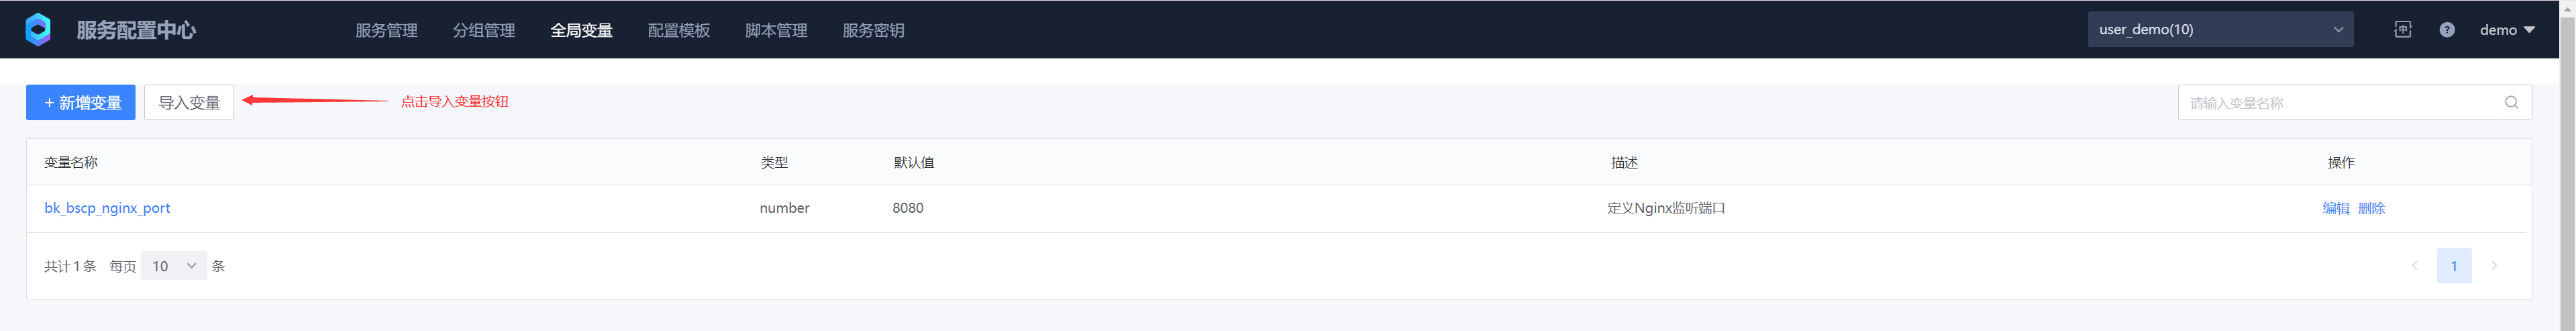 服务配置中心 服务管理 分组管理 全局变量 配置模板 脚本管理 服务密钥 user_demo(10) 中 ? demo
+ 新增变量 导入变量 点击导入变量按钮 请输入变量名称
变量名称 类型 默认值 描述 操作
bk_bscp_nginx_port number 8080 定义Nginx监听端口 编辑 删除
共计 1 条 每页 10 条 1